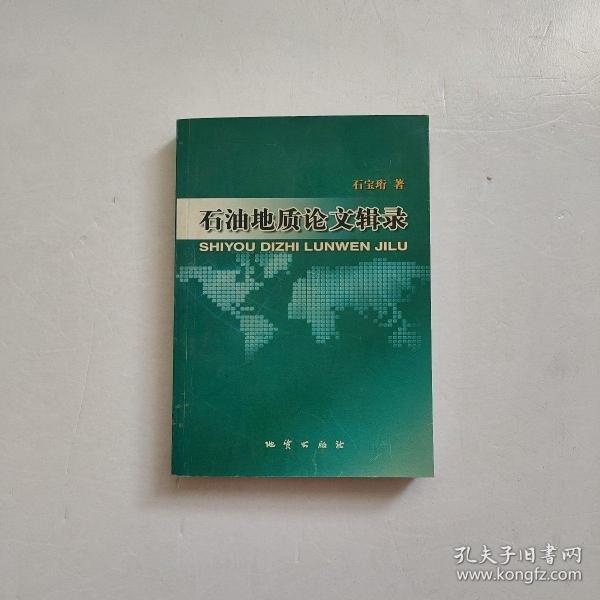 石宝珩 著
石油地质论文辑录
SHIYOU DIZHI LUNWEN JILU
地质出版社
孔夫子旧書网
www.kongfz.com